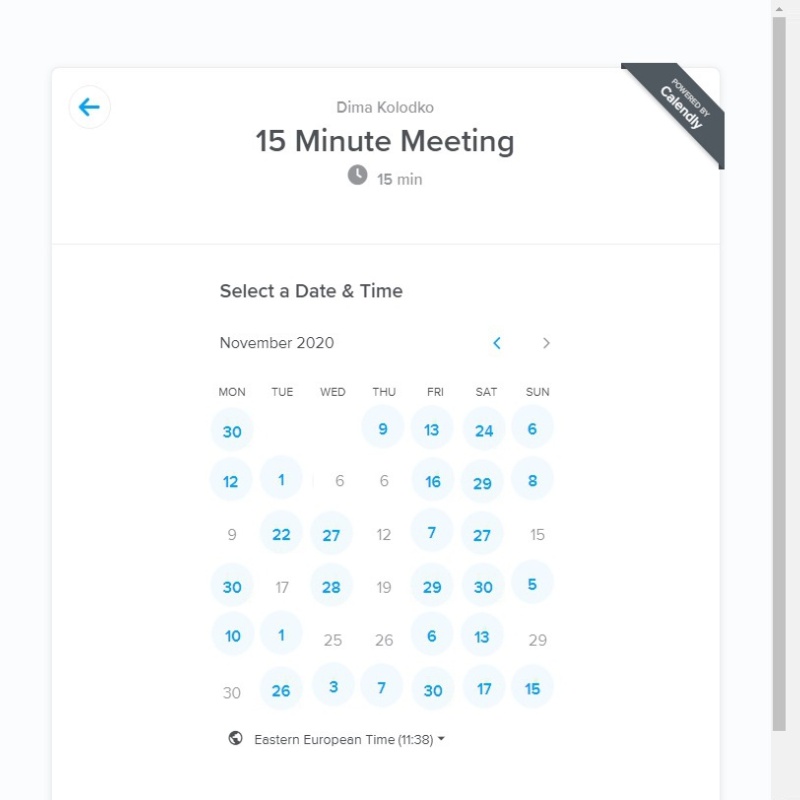 POWERED BY
Calendly
Dima Kolodko
15 Minute Meeting
15 min
Select a Date & Time
November 2020
MON TUE WED THU FRI SAT SUN
30 9 13 24 6
12 1 6 6 16 29 8
9 22 27 12 7 27 15
30 17 28 19 29 30 5
10 1 25 26 6 13 29
30 26 3 7 30 17 15
Eastern European Time (11:38)